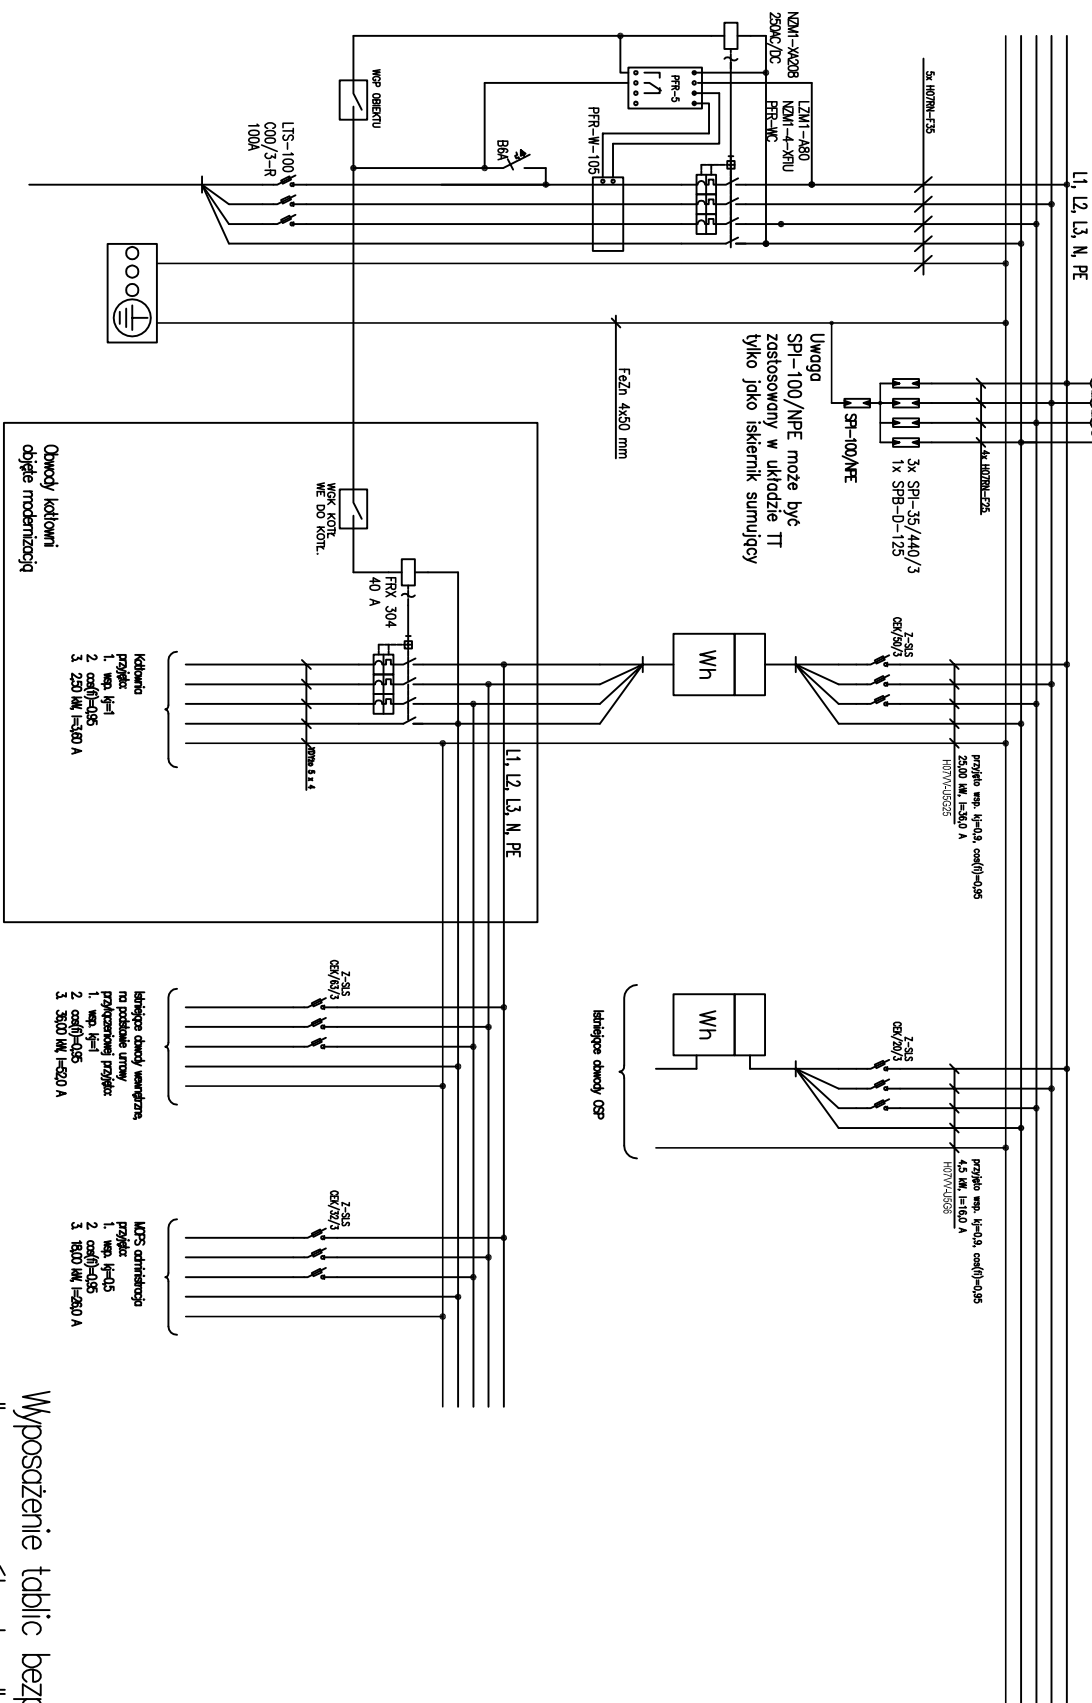 L1, L2, L3, N, PE
5x H07RN-F35
NZM1-XA208
250AC/DC
LZM1-A80
NZM1-4-XFIU
PFR-WC
PFR-5
PFR-W-105
B6A
WGP OBIEKTU
LTS-100
C00/3-R
100A
4x H07RN-F25
3x SPI-35/440/3
1x SPB-D-125
SPI-100/NPE
Uwaga
SPI-100/NPE może być
zastosowany w układzie TT
tylko jako iskiernik sumujący
FeZn 4x50 mm
WGK KOTŁ.
WE DO KOTŁ.
Obwody kotłowni
objęte modernizacją
FRX 304
40 A
Z-SLS
CEK/50/3
Wh
przyjęto wsp. kj=0,9, cos(fi)=0,95
25,00 kW, I=36,0 A
H07VV-U5G25
L1, L2, L3, N, PE
YDYżo 5 x 4
Kotłownia
przyjęto:
1. wsp. kj=1
2. cos(fi)=0,95
3. 2,50 kW, I=3,60 A
Z-SLS
CEK/20/3
Wh
przyjęto wsp. kj=0,9, cos(fi)=0,95
4,5 kW, I=16,0 A
H07VV-U5G6
Istniejące obwody OSP
Z-SLS
CEK/63/3
Istniejące obwody wewnętrzne,
na podstawie umowy
przyłączeniowej przyjęto:
1. wsp. kj=1
2. cos(fi)=0,95
3. 36,00 kW, I=52,0 A
Z-SLS
CEK/32/3
MOPS administracja
przyjęto:
1. wsp. kj=0,5
2. cos(fi)=0,95
3. 18,00 kW, I=26,0 A
Wyposażenie tablic bezp